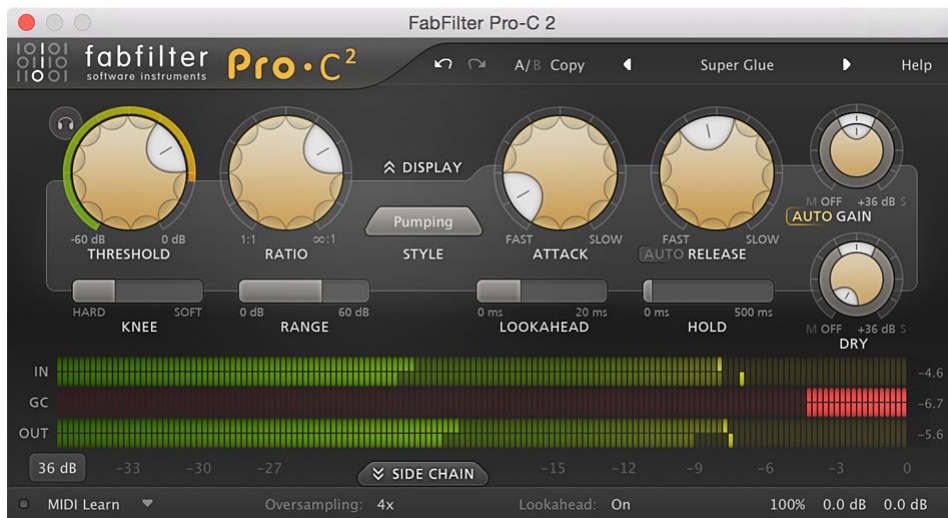 FabFilter Pro-C 2
fabfilter
software instruments
Pro·C²
A/B Copy
Super Glue
Help
DISPLAY
-60 dB 0 dB
THRESHOLD
1:1 ∞:1
RATIO
Pumping
STYLE
FAST SLOW
ATTACK
FAST SLOW
AUTO RELEASE
M OFF +36 dB S
AUTO GAIN
HARD SOFT
KNEE
0 dB 60 dB
RANGE
0 ms 20 ms
LOOKAHEAD
0 ms 500 ms
HOLD
M OFF +36 dB S
DRY
IN -4.6
GC -6.7
OUT -5.6
36 dB -33 -30 -27 SIDE CHAIN -15 -12 -9 -6 -3 0
MIDI Learn Oversampling: 4x Lookahead: On 100% 0.0 dB 0.0 dB